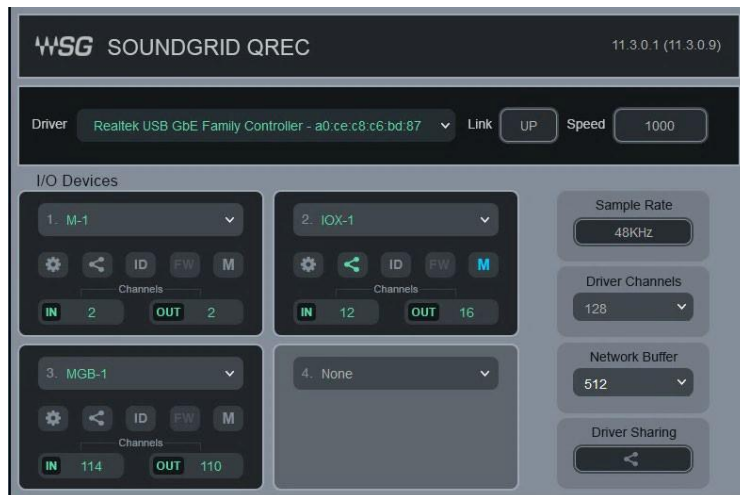 WSG SOUNDGRID QREC 11.3.0.1 (11.3.0.9)
Driver Realtek USB GbE Family Controller - a0:ce:c8:c6:bd:87 Link UP Speed 1000
I/O Devices
1. M-1
ID FW M
Channels
IN 2 OUT 2
2. IOX-1
ID FW M
Channels
IN 12 OUT 16
3. MGB-1
ID FW M
Channels
IN 114 OUT 110
4. None
Sample Rate
48KHz
Driver Channels
128
Network Buffer
512
Driver Sharing